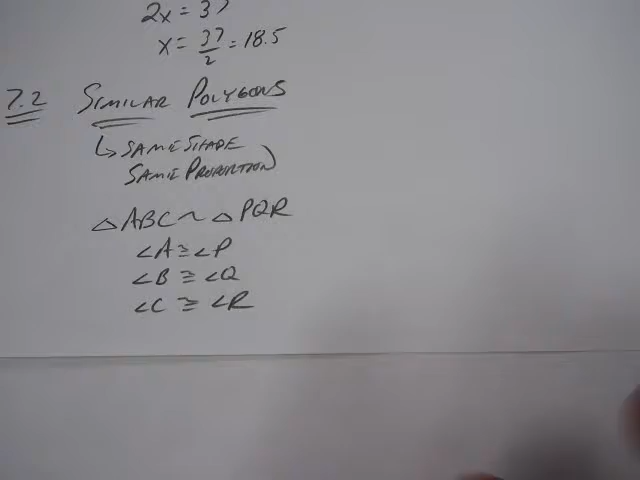 2x = 37
x = 37/2 = 18.5
7.2 SIMILAR POLYGONS
↳ SAME SHAPE
SAME PROPORTION
△ABC ~ △PQR
∠A ≅ ∠P
∠B ≅ ∠Q
∠C ≅ ∠R